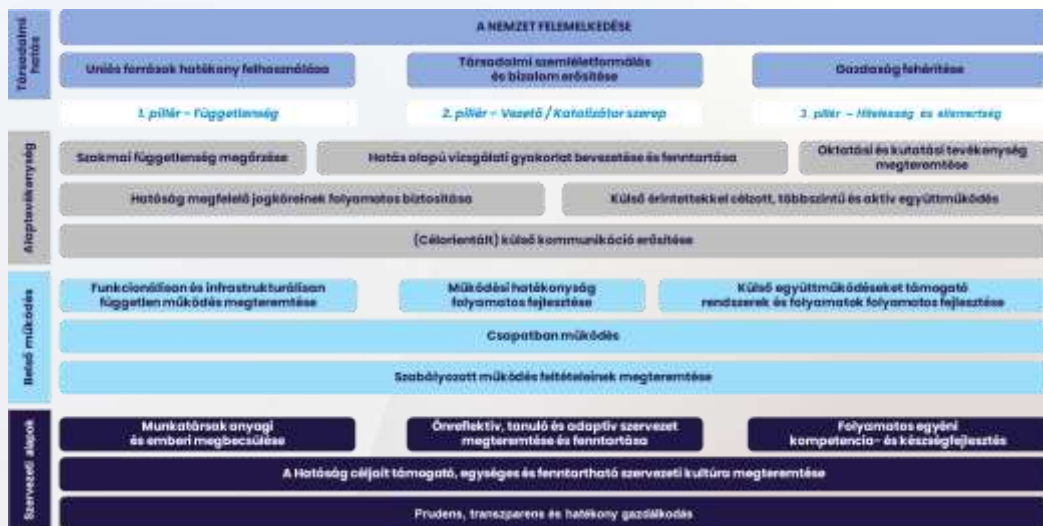 Társadalmi
hatás
A NEMZET FELEMELKEDÉSE
Uniós források hatékony felhasználása
Társadalmi szemléletformálás
és bizalom erősítése
Gazdaság fehérítése
1. pillér – Függetlenség
2. pillér – Vezető / Katalizátor szerep
3. pillér – Hitelesség és elismertség
Alaptevékenység
Szakmai függetlenség megőrzése
Hatás alapú vizsgálati gyakorlat bevezetése és fenntartása
Oktatási és kutatási tevékenység
megteremtése
Hatóság megfelelő jogköreinek folyamatos biztosítása
Külső érintettekkel célzott, többszintű és aktív együttműködés
(Célorientált) külső kommunikáció erősítése
Belső működés
Funkcionálisan és infrastrukturálisan
független működés megteremtése
Működési hatékonyság
folyamatos fejlesztése
Külső együttműködéseket támogató
rendszerek és folyamatok folyamatos fejlesztése
Csapatban működés
Szabályozott működés feltételeinek megteremtése
Szervezeti alapok
Munkatársak anyagi
és emberi megbecsülése
Önreflektív, tanuló és adaptív szervezet
megteremtése és fenntartása
Folyamatos egyéni
kompetencia- és készségfejlesztés
A Hatóság céljait támogató, egységes és fenntartható szervezeti kultúra megteremtése
Prudens, transzparens és hatékony gazdálkodás